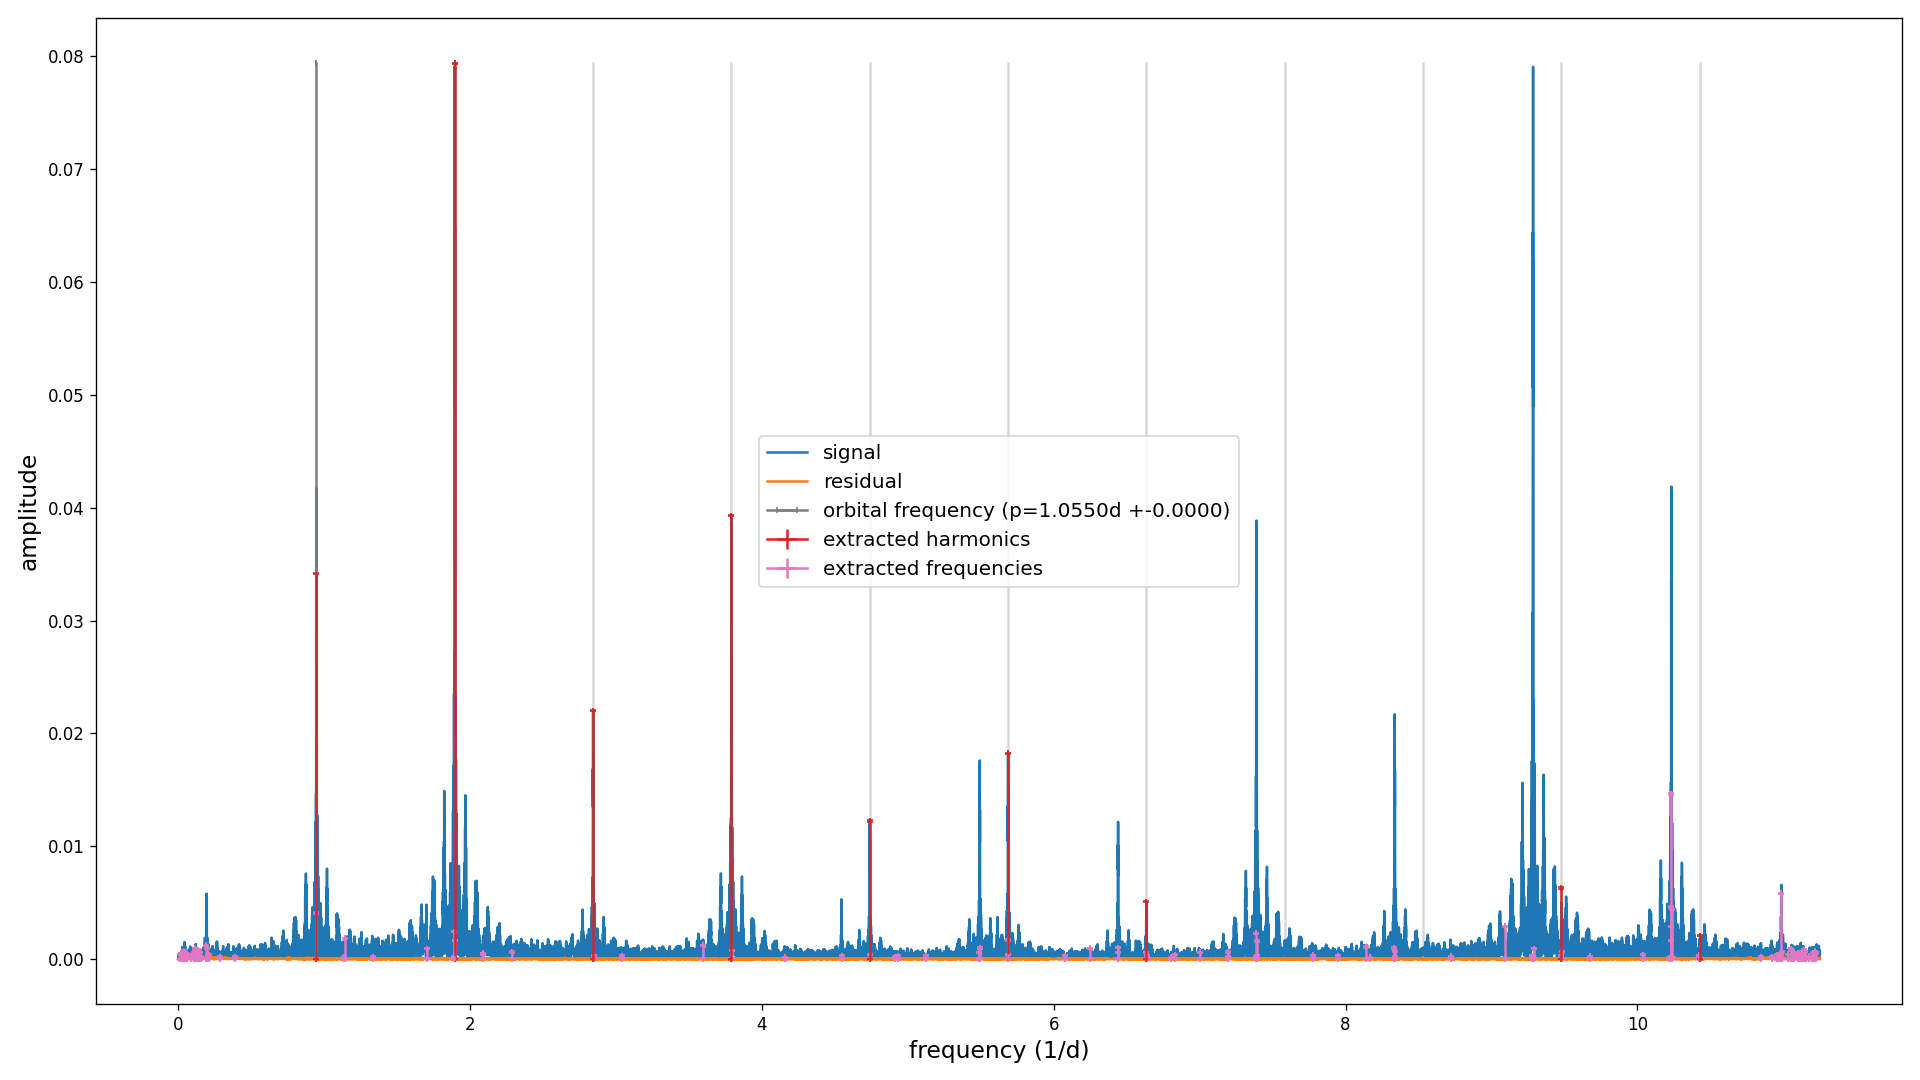 0.08
0.07
0.06
0.05
0.04
0.03
0.02
0.01
0.00
amplitude
signal
residual
orbital frequency (p=1.0550d +-0.0000)
extracted harmonics
extracted frequencies
0 2 4 6 8 10
frequency (1/d)